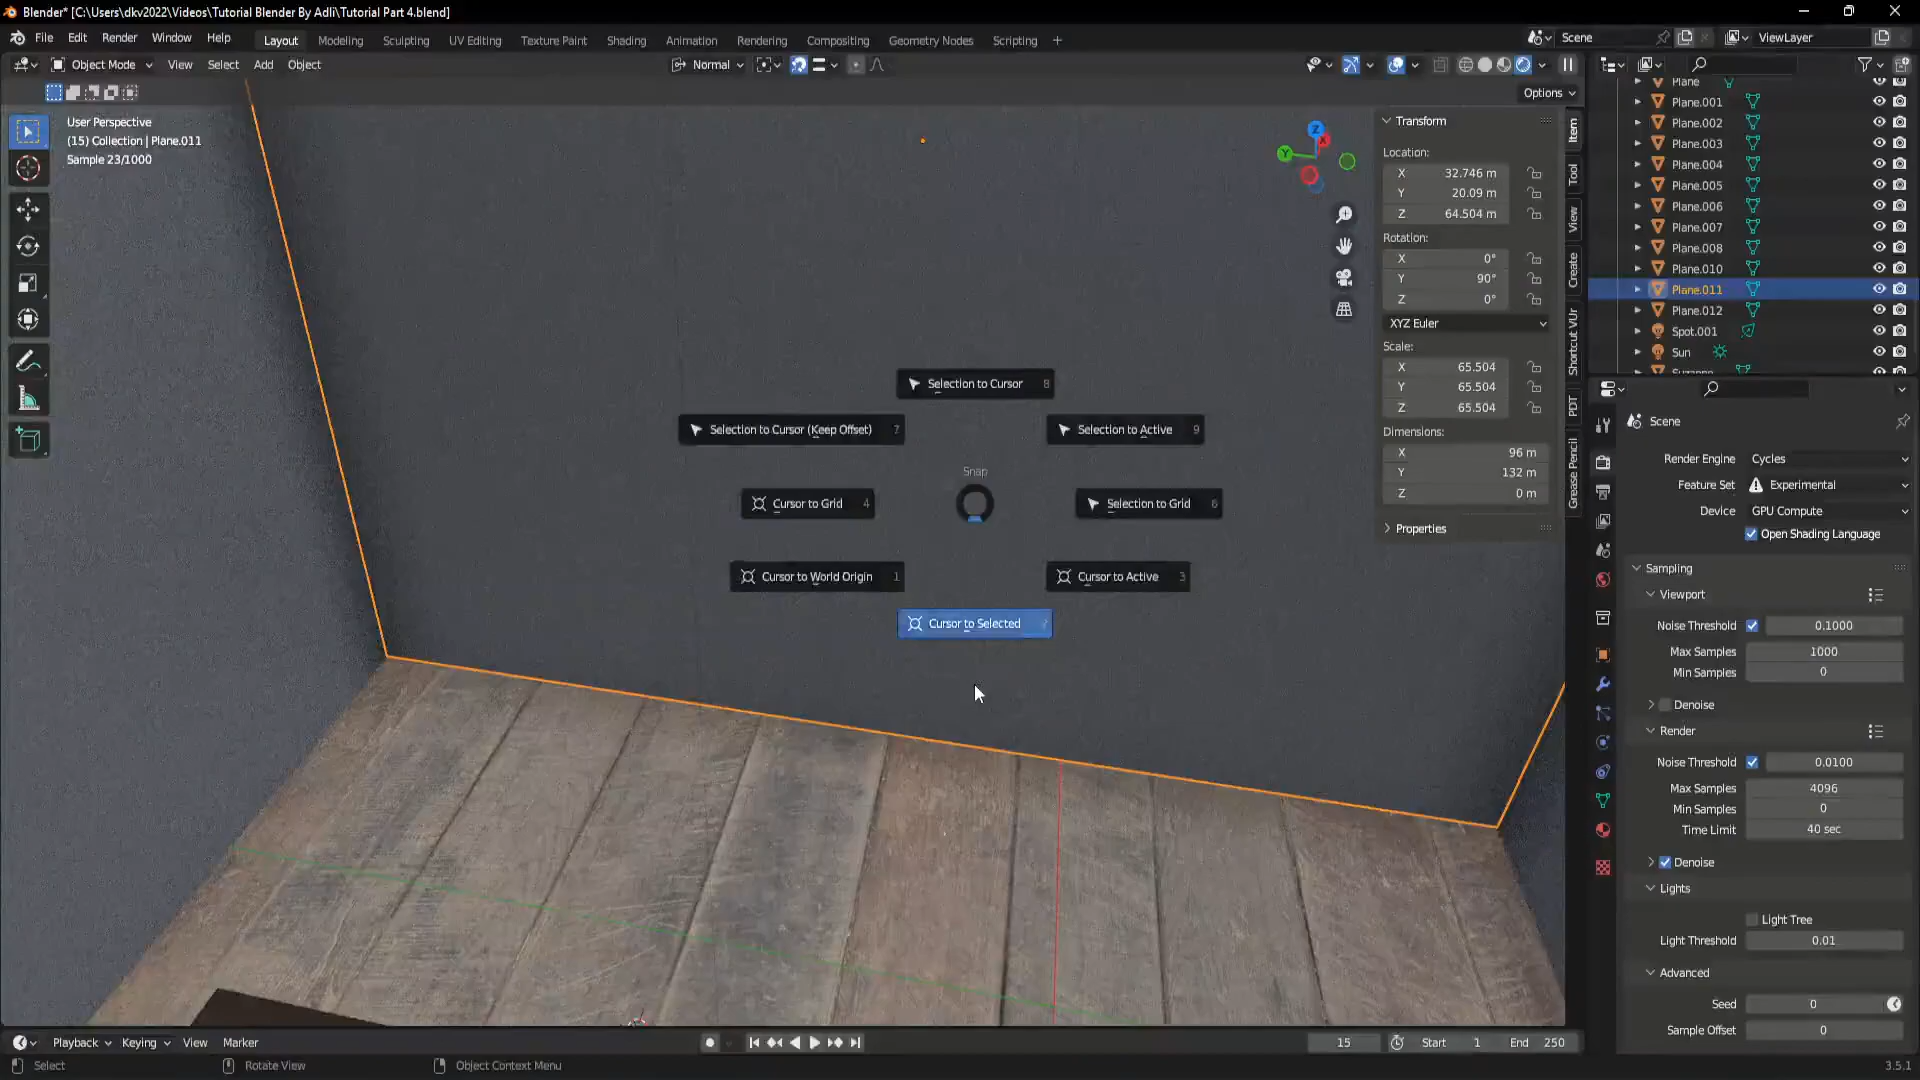 Blender* [C:\Users\dkv2022\Videos\Tutorial Blender By Adli\Tutorial Part 4.blend]
File Edit Render Window Help
Layout Modeling Sculpting UV Editing Texture Paint Shading Animation Rendering Compositing Geometry Nodes Scripting +
Scene
ViewLayer
Object Mode View Select Add Object
Normal
Options
User Perspective
(15) Collection | Plane.011
Sample 23/1000
Z
X
Y
Selection to Cursor 8
Selection to Cursor (Keep Offset) 7
Selection to Active 9
Snap
Cursor to Grid 4
Selection to Grid 6
Cursor to World Origin 1
Cursor to Active 3
Cursor to Selected
Transform
Location:
X 32.746 m
Y 20.09 m
Z 64.504 m
Rotation:
X 0°
Y 90°
Z 0°
XYZ Euler
Scale:
X 65.504
Y 65.504
Z 65.504
Dimensions:
X 96 m
Y 132 m
Z 0 m
Properties
Item
Tool
View
Create
Shortcut VUr
PDT
Grease Pencil
Plane
Plane.001
Plane.002
Plane.003
Plane.004
Plane.005
Plane.006
Plane.007
Plane.008
Plane.010
Plane.011
Plane.012
Spot.001
Sun
Suzanne
Scene
Render Engine Cycles
Feature Set Experimental
Device GPU Compute
Open Shading Language
Sampling
Viewport
Noise Threshold 0.1000
Max Samples 1000
Min Samples 0
Denoise
Render
Noise Threshold 0.0100
Max Samples 4096
Min Samples 0
Time Limit 40 sec
Denoise
Lights
Light Tree
Light Threshold 0.01
Advanced
Seed 0
Sample Offset 0
Playback Keying View Marker
15 Start 1 End 250
Select Rotate View Object Context Menu
3.5.1